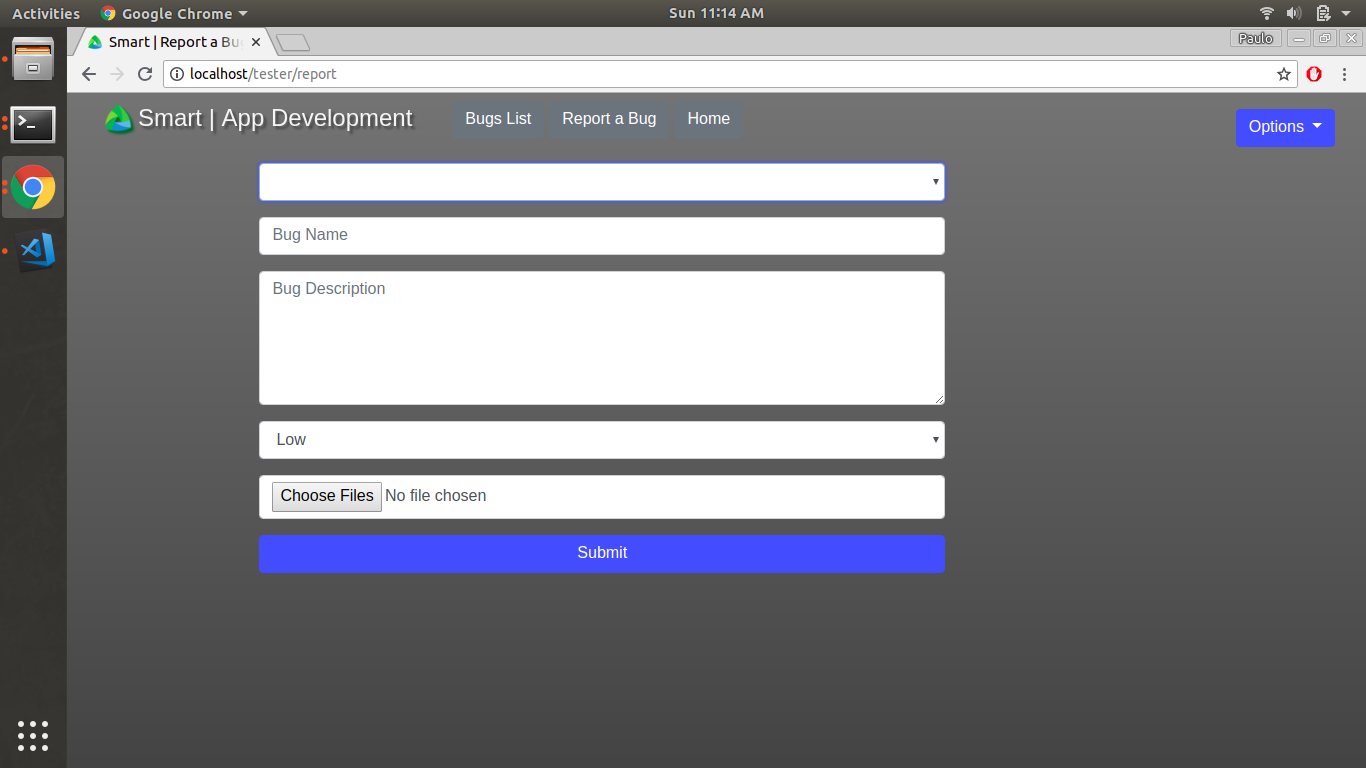 Activities Google Chrome Sun 11:14 AM
Smart | Report a Bu Paulo
localhost/tester/report
Smart | App Development Bugs List Report a Bug Home Options
Bug Name
Bug Description
Low
Choose Files No file chosen
Submit